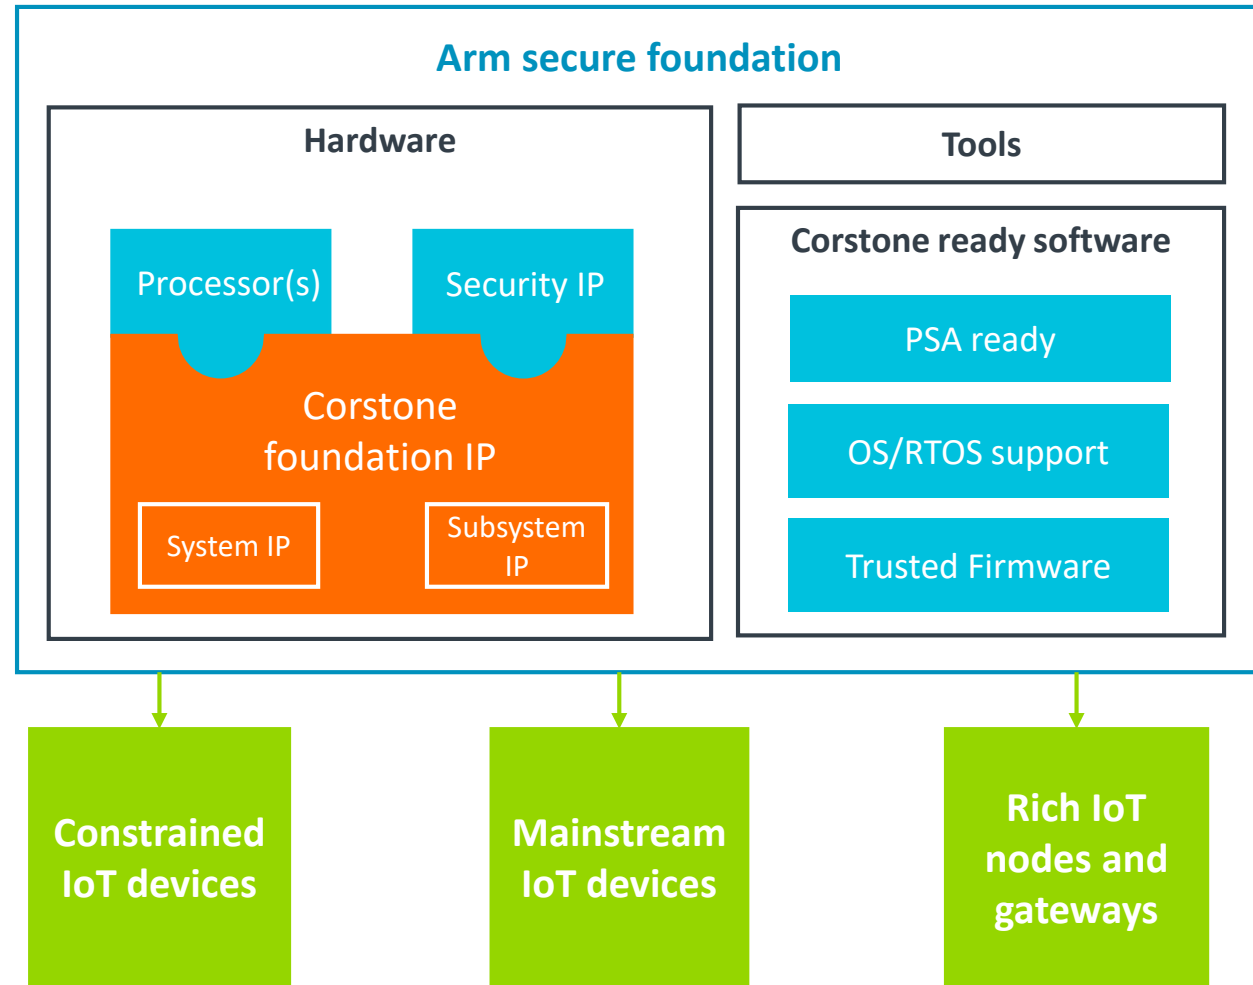 Arm secure foundation
Hardware
Processor(s)
Security IP
Corstone
foundation IP
System IP
Subsystem
IP
Tools
Corstone ready software
PSA ready
OS/RTOS support
Trusted Firmware
Constrained
IoT devices
Mainstream
IoT devices
Rich IoT
nodes and
gateways